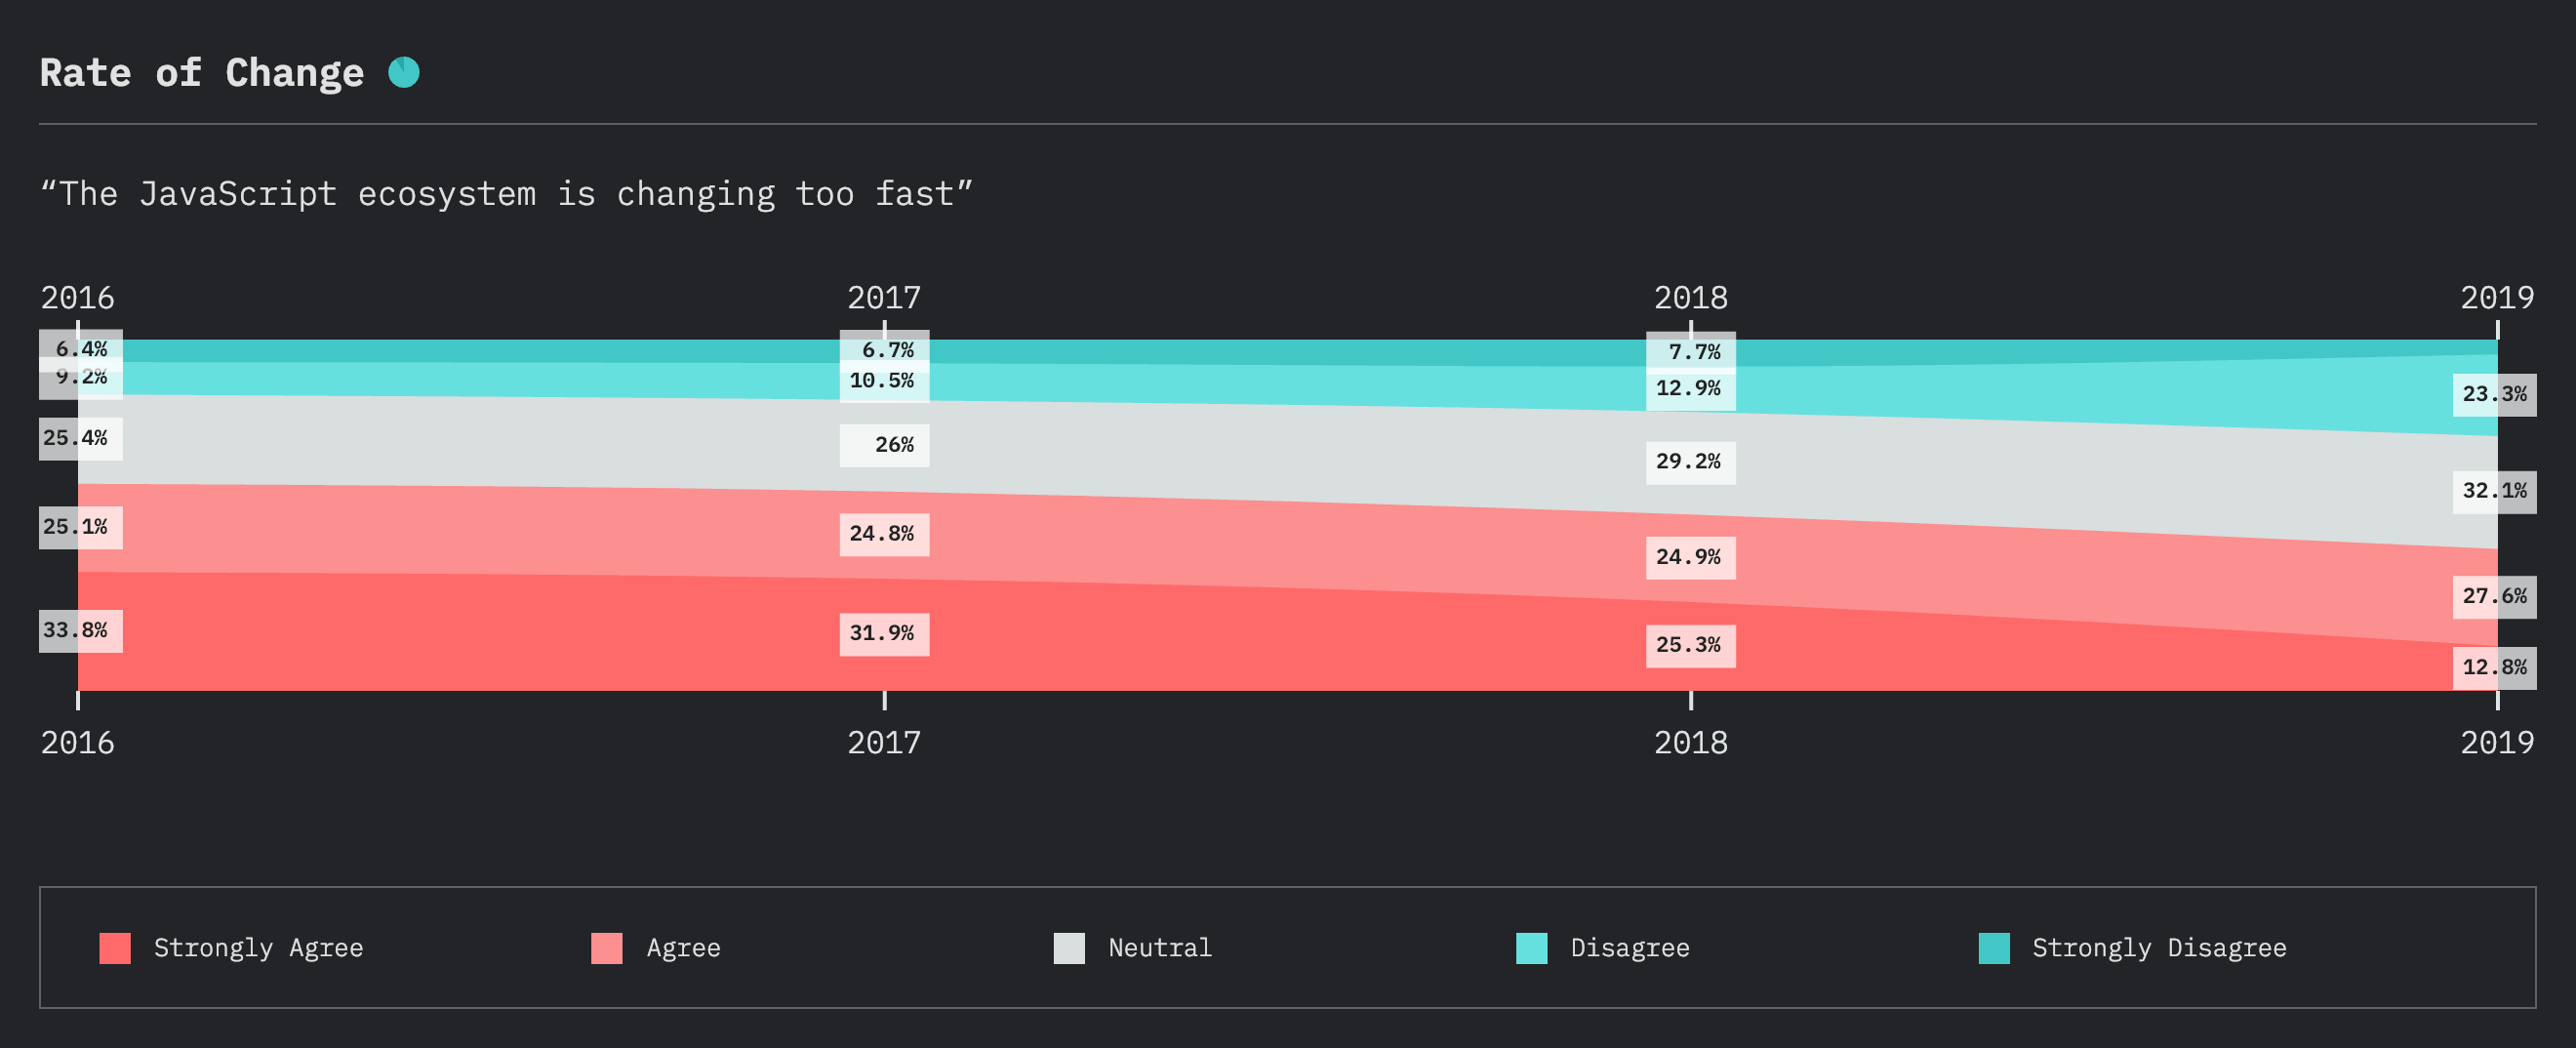 Rate of Change
“The JavaScript ecosystem is changing too fast”
2016 2017 2018 2019
6.4% 6.7% 7.7%
9.2% 10.5% 12.9% 23.3%
25.4% 26% 29.2% 32.1%
25.1% 24.8% 24.9% 27.6%
33.8% 31.9% 25.3% 12.8%
2016 2017 2018 2019
Strongly Agree Agree Neutral Disagree Strongly Disagree